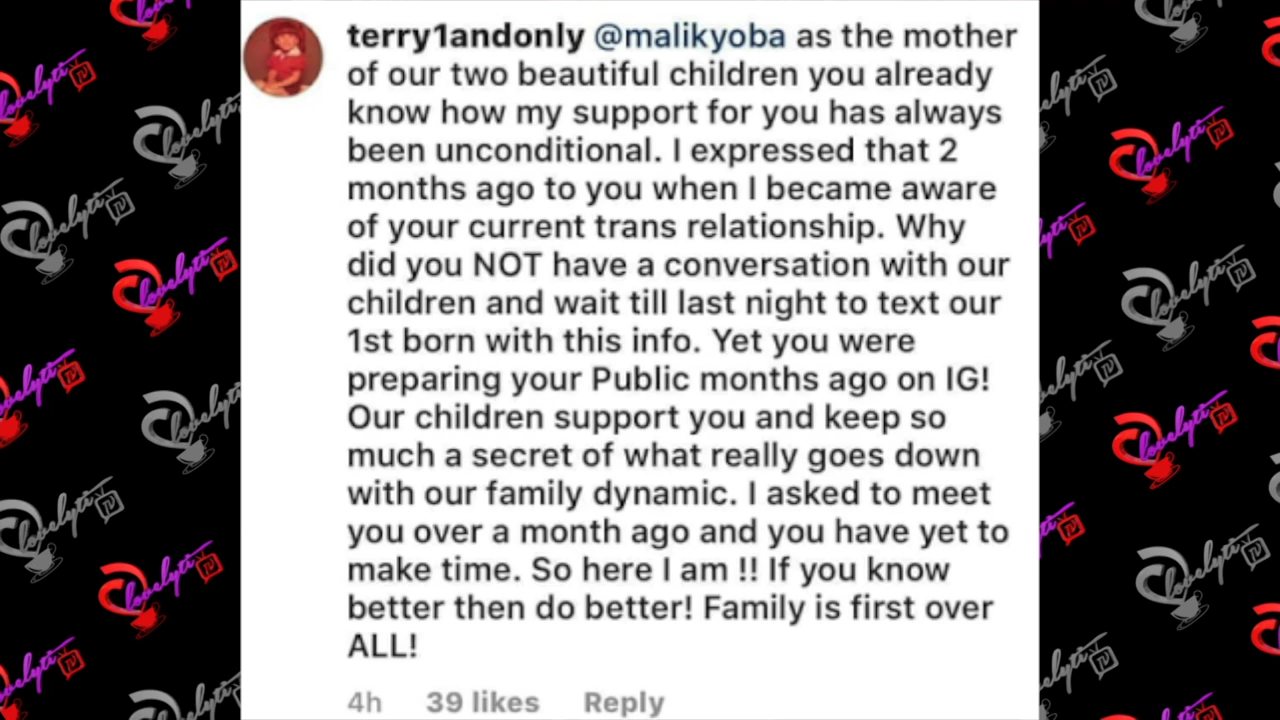 terry1andonly @malikyoba as the mother
of our two beautiful children you already
know how my support for you has always
been unconditional. I expressed that 2
months ago to you when I became aware
of your current trans relationship. Why
did you NOT have a conversation with our
children and wait till last night to text our
1st born with this info. Yet you were
preparing your Public months ago on IG!
Our children support you and keep so
much a secret of what really goes down
with our family dynamic. I asked to meet
you over a month ago and you have yet to
make time. So here I am !! If you know
better then do better! Family is first over
ALL!
4h 39 likes Reply
lovelyti
TV